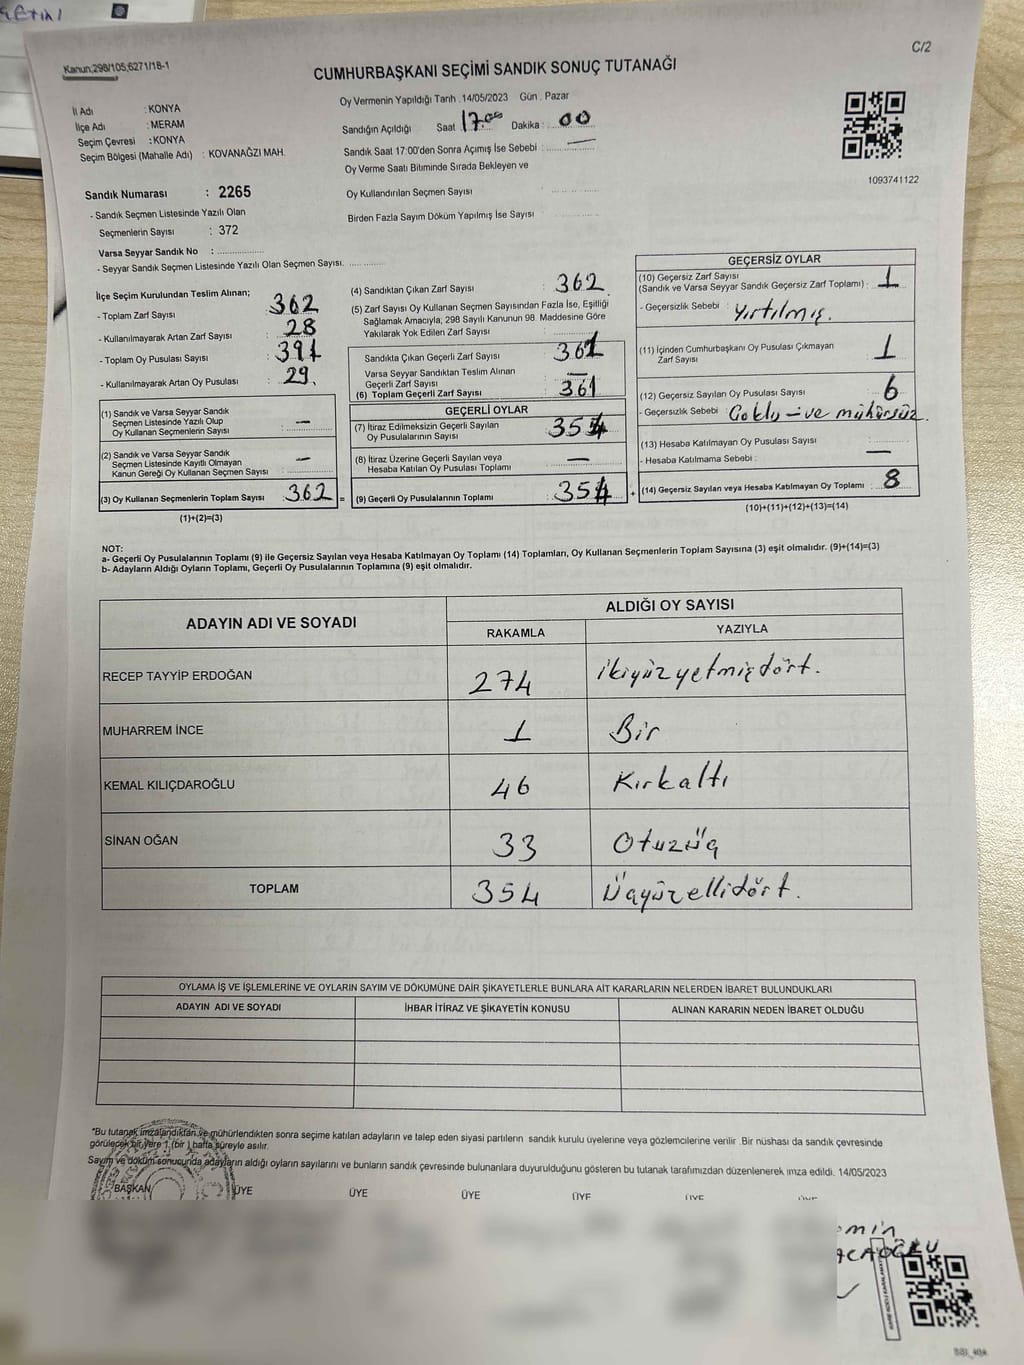 C/2
Kanun:298/105;6271/18-1
CUMHURBAŞKANI SEÇİMİ SANDIK SONUÇ TUTANAĞI
İl Adı : KONYA
İlçe Adı : MERAM
Seçim Çevresi : KONYA
Seçim Bölgesi (Mahalle Adı) : KOVANAĞZI MAH.
Sandık Numarası : 2265
- Sandık Seçmen Listesinde Yazılı Olan
Seçmenlerin Sayısı : 372
Varsa Seyyar Sandık No :
- Seyyar Sandık Seçmen Listesinde Yazılı Olan Seçmen Sayısı.
Oy Vermenin Yapıldığı Tarih .14/05/2023 Gün . Pazar
Sandığın Açıldığı Saat 17.00 Dakika : 00
Sandık Saat 17:00'den Sonra Açımış İse Sebebi : —
Oy Verme Saati Bitiminde Sırada Bekleyen ve
Oy Kullandırılan Seçmen Sayısı
Birden Fazla Sayım Döküm Yapılmış İse Sayısı
1093741122
İlçe Seçim Kurulundan Teslim Alınan;
- Toplam Zarf Sayısı : 362
- Kullanılmayarak Artan Zarf Sayısı : 28
- Toplam Oy Pusulası Sayısı : 391
- Kullanılmayarak Artan Oy Pusulası : 29.
(1) Sandık ve Varsa Seyyar Sandık
Seçmen Listesinde Yazılı Olup
Oy Kullanan Seçmenlerin Sayısı : —
(2) Sandık ve Varsa Seyyar Sandık
Seçmen Listesinde Kayıtlı Olmayan
Kanun Gereği Oy Kullanan Seçmen Sayısı : —
(3) Oy Kullanan Seçmenlerin Toplam Sayısı : 362 =
(1)+(2)=(3)
(4) Sandıktan Çıkan Zarf Sayısı : 362
(5) Zarf Sayısı Oy Kullanan Seçmen Sayısından Fazla İse, Eşitliği
Sağlamak Amacıyla; 298 Sayılı Kanunun 98 Maddesine Göre
Yakılarak Yok Edilen Zarf Sayısı
Sandıkta Çıkan Geçerli Zarf Sayısı : 361
Varsa Seyyar Sandıktan Teslim Alınan
Geçerli Zarf Sayısı : —
(6) Toplam Geçerli Zarf Sayısı : 361
GEÇERLİ OYLAR
(7) İtiraz Edilmeksizin Geçerli Sayılan
Oy Pusulalarının Sayısı : 354
(8) İtiraz Üzerine Geçerli Sayılan veya
Hesaba Katılan Oy Pusulası Toplamı : —
(9) Geçerli Oy Pusulalarının Toplamı : 354 +
GEÇERSİZ OYLAR
(10) Geçersiz Zarf Sayısı
(Sandık ve Varsa Seyyar Sandık Geçersiz Zarf Toplamı) : 1
- Geçersizlik Sebebi : Yırtılmış.
(11) İçinden Cumhurbaşkanı Oy Pusulası Çıkmayan
Zarf Sayısı 1
(12) Geçersiz Sayılan Oy Pusulası Sayısı : 6
- Geçersizlik Sebebi : Çoklu – ve mühürsüz.
(13) Hesaba Katılmayan Oy Pusulası Sayısı :
- Hesaba Katılmama Sebebi : —
(14) Geçersiz Sayılan veya Hesaba Katılmayan Oy Toplamı : 8
(10)+(11)+(12)+(13)=(14)
NOT:
a- Geçerli Oy Pusulalarının Toplamı (9) ile Geçersiz Sayılan veya Hesaba Katılmayan Oy Toplamı (14) Toplamları, Oy Kullanan Seçmenlerin Toplam Sayısına (3) eşit olmalıdır. (9)+(14)=(3)
b- Adayların Aldığı Oyların Toplamı, Geçerli Oy Pusulalarının Toplamına (9) eşit olmalıdır.
ADAYIN ADI VE SOYADI
ALDIĞI OY SAYISI
RAKAMLA YAZIYLA
RECEP TAYYİP ERDOĞAN 274 ikiyüzyetmişdört.
MUHARREM İNCE 1 Bir
KEMAL KILIÇDAROĞLU 46 Kırkaltı
SİNAN OĞAN 33 Otuzüç
TOPLAM 354 Üçyüzellidört.
OYLAMA İŞ VE İŞLEMLERINE VE OYLARIN SAYIM VE DÖKÜMÜNE DAİR ŞİKAYETLERLE BUNLARA AİT KARARLARIN NELERDEN İBARET BULUNDUKLARI
ADAYIN ADI VE SOYADI İHBAR İTİRAZ VE ŞİKAYETİN KONUSU ALINAN KARARIN NEDEN İBARET OLDUĞU
*Bu tutanak imzalandıktan ve mühürlendikten sonra seçime katılan adayların ve talep eden siyasi partilerin sandık kurulu üyelerine veya gözlemcilerine verilir .Bir nüshası da sandık çevresinde
görülecek bir yere 1 (bir ) hafta süreyle asılır.
Sayım ve döküm sonucunda adayların aldığı oyların sayılarını ve bunların sandık çevresinde bulunanlara duyurulduğunu gösteren bu tutanak tarafımızdan düzenlenerek imza edildi. 14/05/2023
BAŞKAN ÜYE ÜYE ÜYE ÜYE ÜYE ÜYE